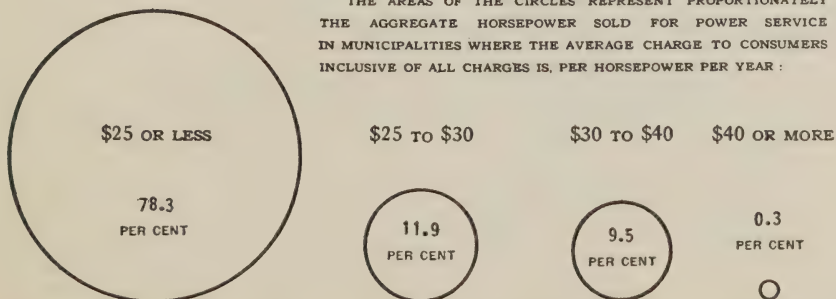 THE AREAS OF THE CIRCLES REPRESENT PROPORTIONATELY
THE AGGREGATE HORSEPOWER SOLD FOR POWER SERVICE
IN MUNICIPALITIES WHERE THE AVERAGE CHARGE TO CONSUMERS
INCLUSIVE OF ALL CHARGES IS, PER HORSEPOWER PER YEAR :
$25 OR LESS
78.3
PER CENT
$25 TO $30
11.9
PER CENT
$30 TO $40
9.5
PER CENT
$40 OR MORE
0.3
PER CENT